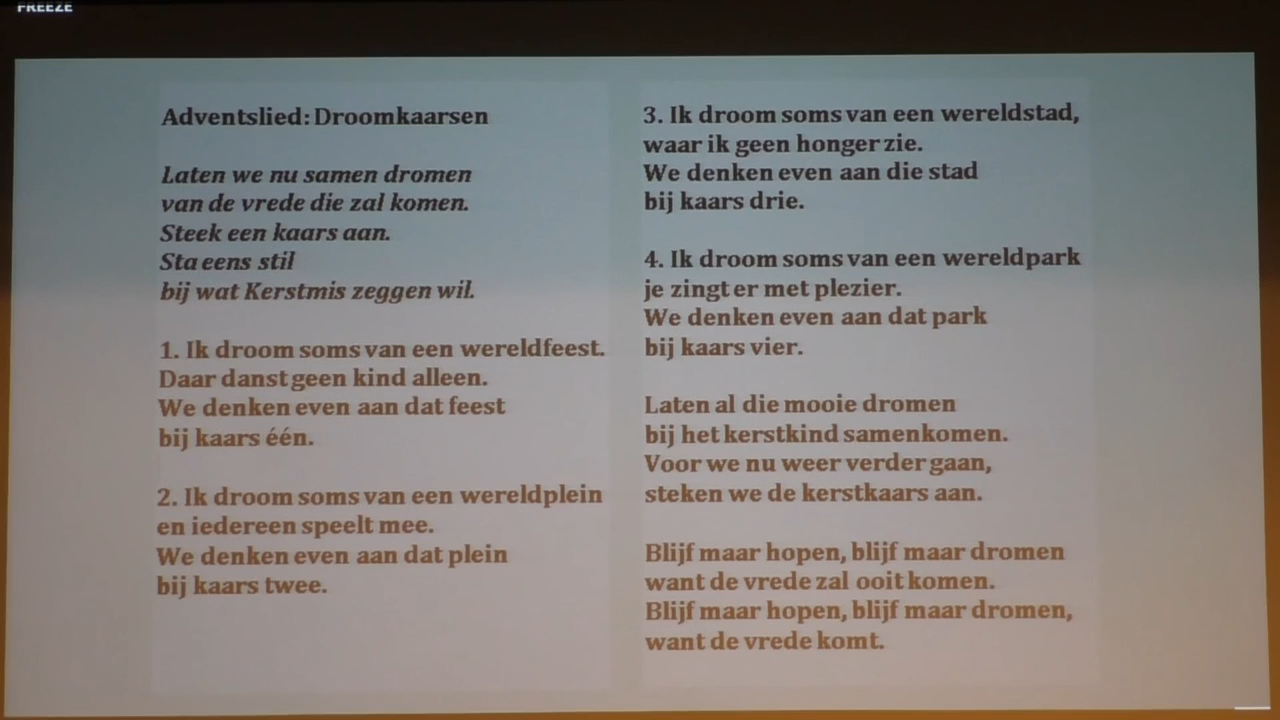 FREEZE
Adventslied: Droomkaarsen
Laten we nu samen dromen
van de vrede die zal komen.
Steek een kaars aan.
Sta eens stil
bij wat Kerstmis zeggen wil.
1. Ik droom soms van een wereldfeest.
Daar danst geen kind alleen.
We denken even aan dat feest
bij kaars één.
2. Ik droom soms van een wereldplein
en iedereen speelt mee.
We denken even aan dat plein
bij kaars twee.
3. Ik droom soms van een wereldstad,
waar ik geen honger zie.
We denken even aan die stad
bij kaars drie.
4. Ik droom soms van een wereldpark
je zingt er met plezier.
We denken even aan dat park
bij kaars vier.
Laten al die mooie dromen
bij het kerstkind samenkomen.
Voor we nu weer verder gaan,
steken we de kerstkaars aan.
Blijf maar hopen, blijf maar dromen
want de vrede zal ooit komen.
Blijf maar hopen, blijf maar dromen,
want de vrede komt.